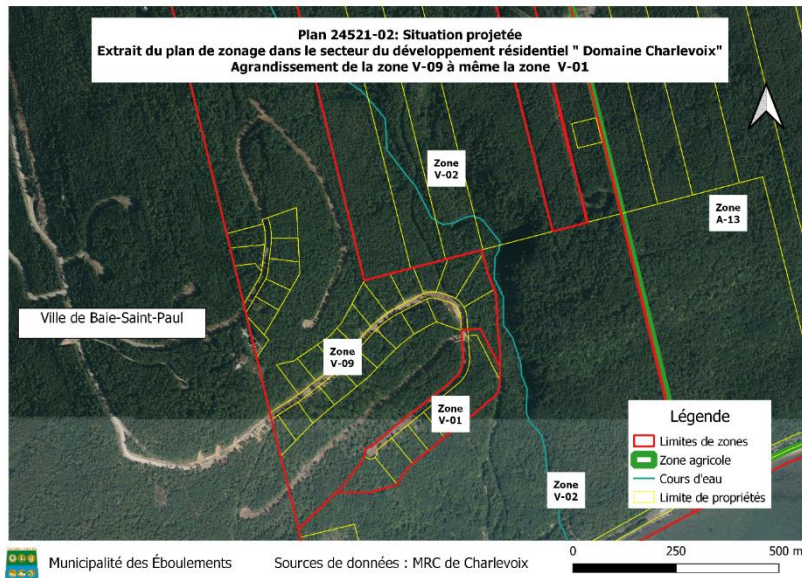 Plan 24521-02: Situation projetée
Extrait du plan de zonage dans le secteur du développement résidentiel " Domaine Charlevoix"
Agrandissement de la zone V-09 à même la zone V-01
Zone
V-02
Zone
A-13
Ville de Baie-Saint-Paul
Zone
V-09
Zone
V-01
Zone
V-02
Légende
Limites de zones
Zone agricole
Cours d'eau
Limite de propriétés
Municipalité des Éboulements
Sources de données : MRC de Charlevoix
0 250 500 m